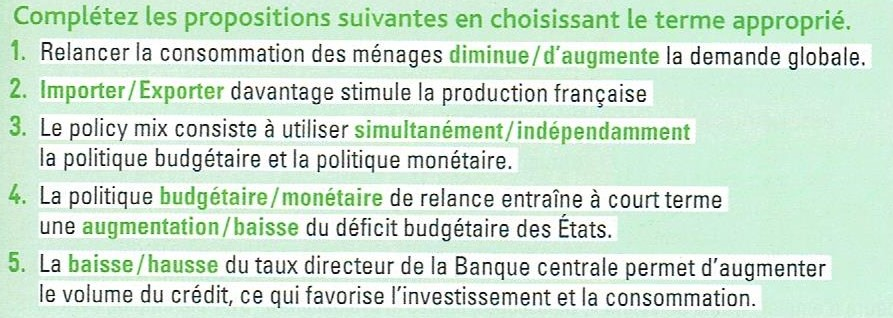 Complétez les propositions suivantes en choisissant le terme approprié.
1. Relancer la consommation des ménages diminue/d'augmente la demande globale.
2. Importer/Exporter davantage stimule la production française
3. Le policy mix consiste à utiliser simultanément/indépendamment
la politique budgétaire et la politique monétaire.
4. La politique budgétaire/monétaire de relance entraîne à court terme
une augmentation/baisse du déficit budgétaire des États.
5. La baisse/hausse du taux directeur de la Banque centrale permet d'augmenter
le volume du crédit, ce qui favorise l'investissement et la consommation.